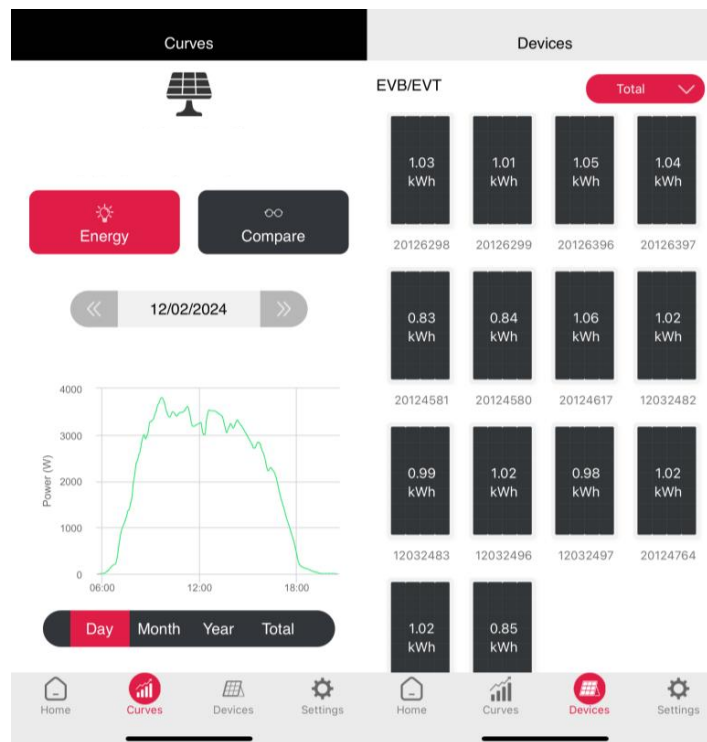 Curves
Energy
Compare
12/02/2024
4000
3000
2000
1000
0
Power (W)
06:00 12:00 18:00
Day Month Year Total
Home Curves Devices Settings
Devices
EVB/EVT
Total
1.03 kWh
1.01 kWh
1.05 kWh
1.04 kWh
20126298 20126299 20126396 20126397
0.83 kWh
0.84 kWh
1.06 kWh
1.02 kWh
20124581 20124580 20124617 12032482
0.99 kWh
1.02 kWh
0.98 kWh
1.02 kWh
12032483 12032496 12032497 20124764
1.02 kWh
0.85 kWh
Home Curves Devices Settings